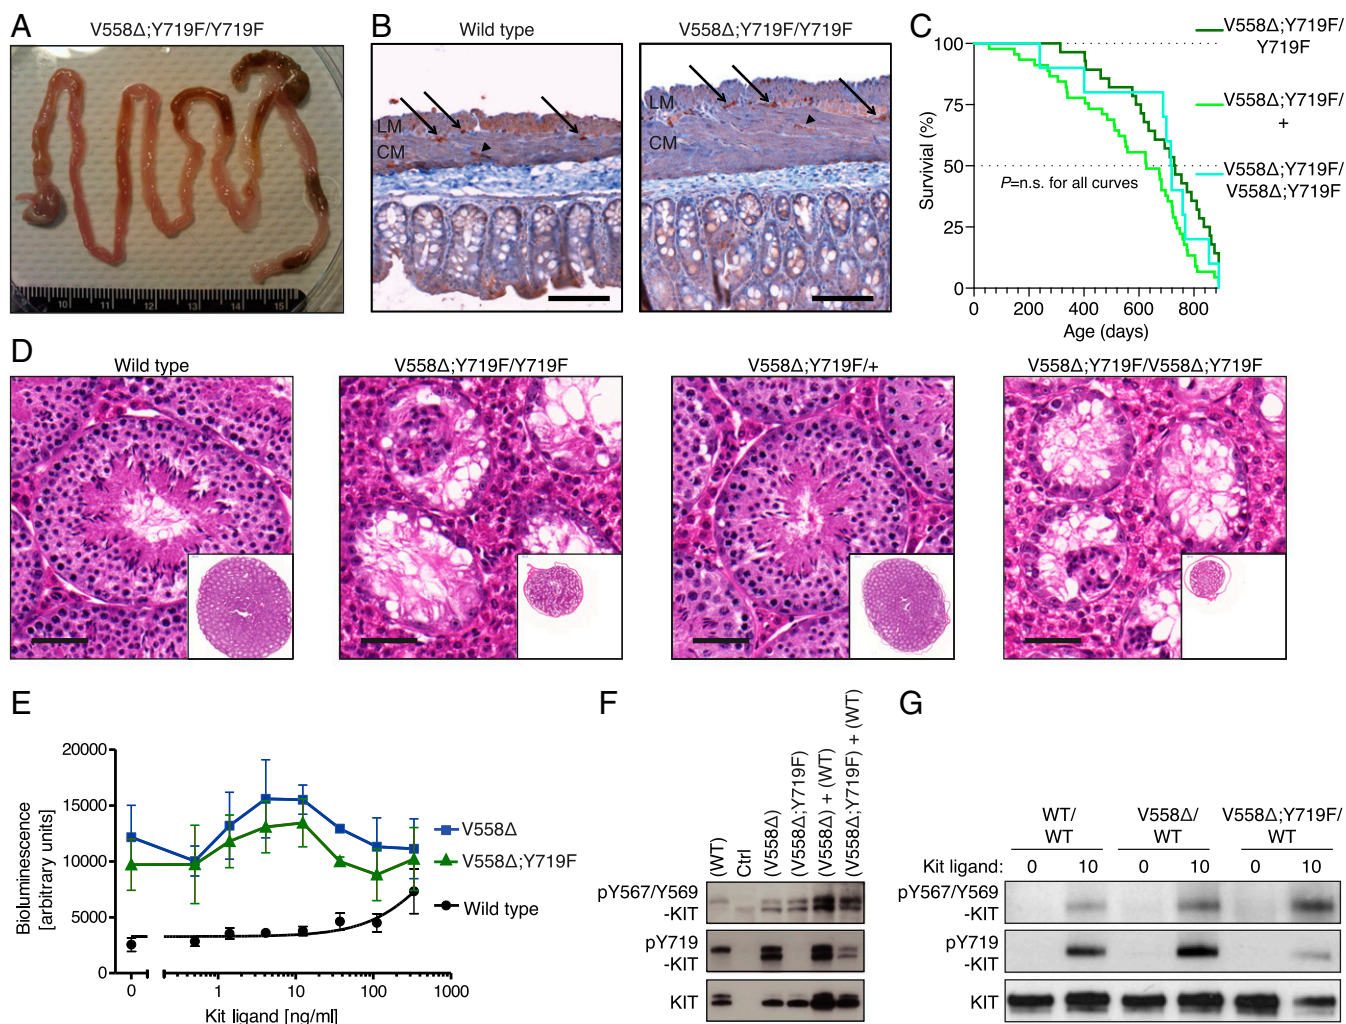 A
V558Δ;Y719F/Y719F
10 11 12 13 14 15
B
Wild type
V558Δ;Y719F/Y719F
LM
CM
LM
CM
C
V558Δ;Y719F/
Y719F
V558Δ;Y719F/
+
V558Δ;Y719F/
V558Δ;Y719F
100
75
50
25
0
Survivial (%)
P=n.s. for all curves
0 200 400 600 800
Age (days)
D
Wild type
V558Δ;Y719F/Y719F
V558Δ;Y719F/+
V558Δ;Y719F/V558Δ;Y719F
E
20000
15000
10000
5000
0
Bioluminescence
[arbitrary units]
V558Δ
V558Δ;Y719F
Wild type
0 1 10 100 1000
Kit ligand [ng/ml]
F
(WT)
Ctrl
(V558Δ)
(V558Δ;Y719F)
(V558Δ) + (WT)
(V558Δ;Y719F) + (WT)
pY567/Y569
-KIT
pY719
-KIT
KIT
G
WT/
WT
V558Δ/
WT
V558Δ;Y719F/
WT
Kit ligand: 0 10 0 10 0 10
pY567/Y569
-KIT
pY719
-KIT
KIT